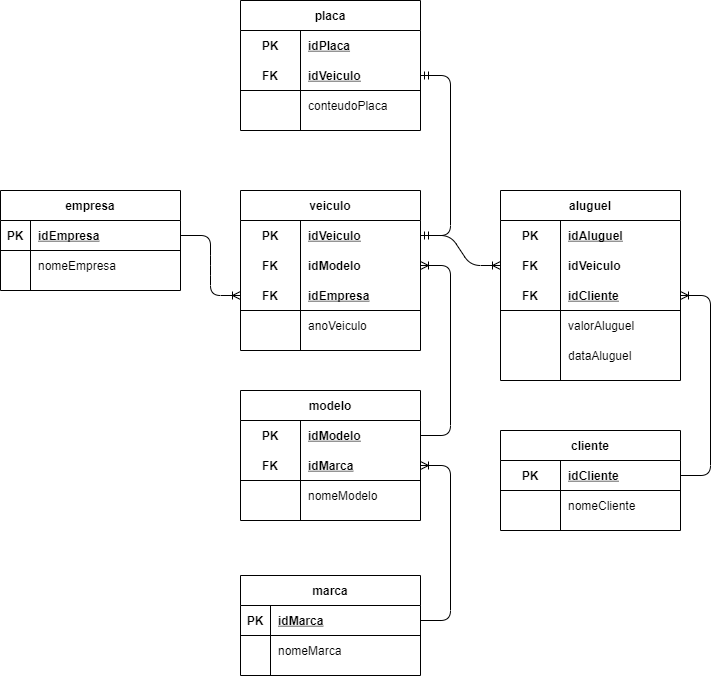 placa
PK idPlaca
FK idVeiculo
conteudoPlaca
empresa
PK idEmpresa
nomeEmpresa
veiculo
PK idVeiculo
FK idModelo
FK idEmpresa
anoVeiculo
aluguel
PK idAluguel
FK idVeiculo
FK idCliente
valorAluguel
dataAluguel
modelo
PK idModelo
FK idMarca
nomeModelo
cliente
PK idCliente
nomeCliente
marca
PK idMarca
nomeMarca